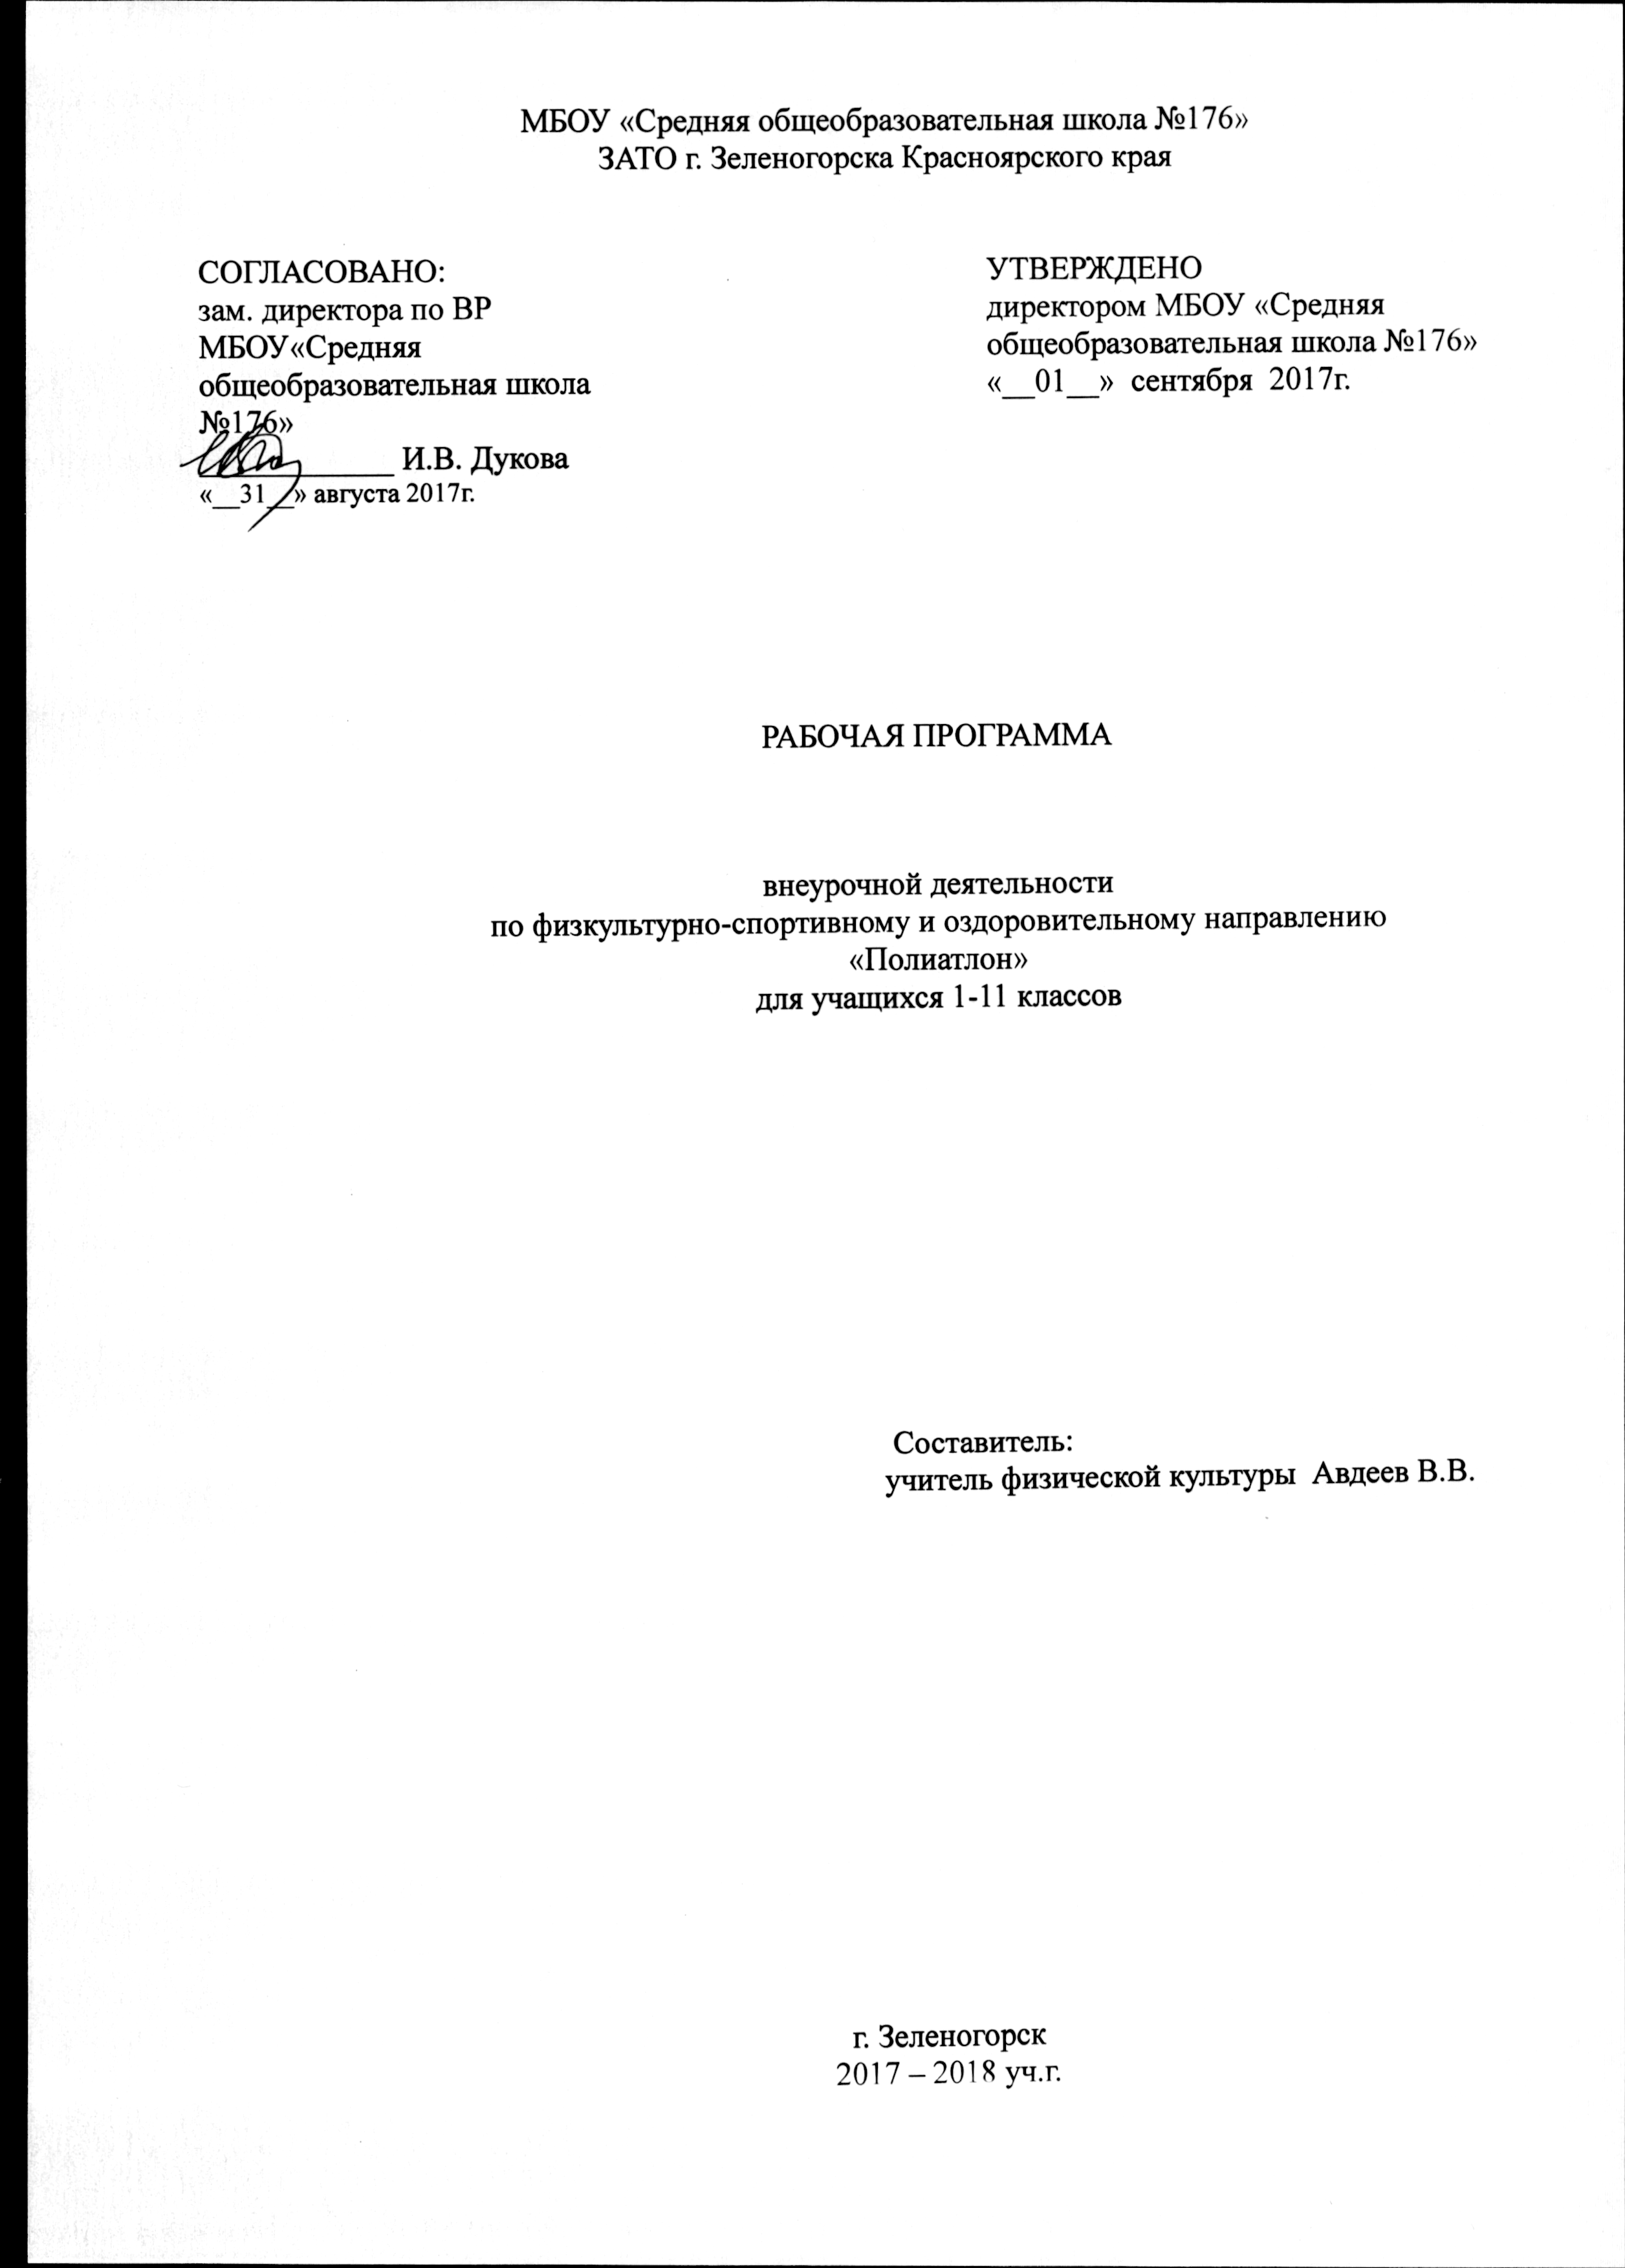 МБОУ «Средняя общеобразовательная школа №176»
ЗАТО г. Зеленогорска Красноярского края
СОГЛАСОВАНО:
зам. директора по ВР
МБОУ«Средняя
общеобразовательная школа
№176»
____________ И.В. Дукова
«__31__» августа 2017г.
УТВЕРЖДЕНО
директором МБОУ «Средняя
общеобразовательная школа №176»
«__01__» сентября 2017г.
РАБОЧАЯ ПРОГРАММА
внеурочной деятельности
по физкультурно-спортивному и оздоровительному направлению
«Полиатлон»
для учащихся 1-11 классов
Составитель:
учитель физической культуры Авдеев В.В.
г. Зеленогорск
2017 – 2018 уч.г.